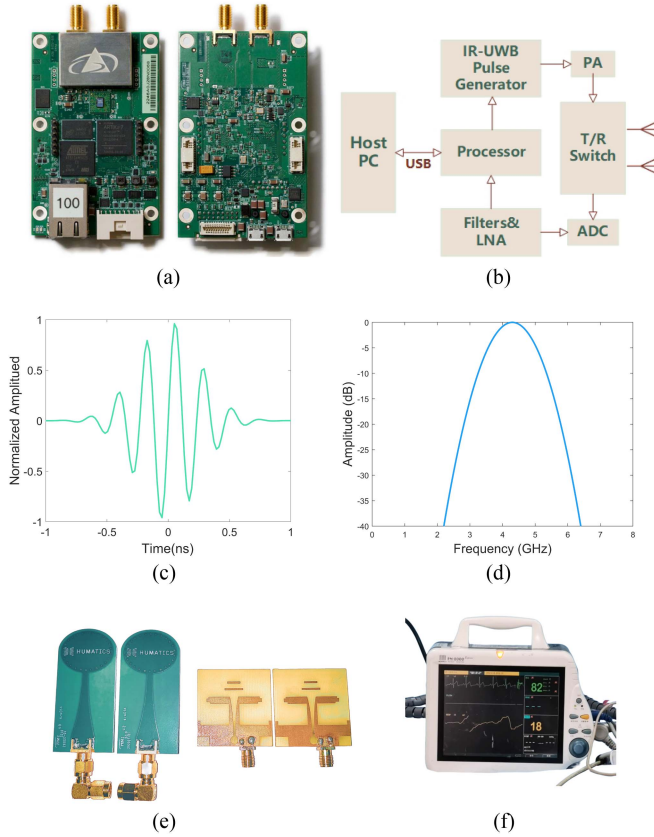 100
(a)
IR-UWB
Pulse
Generator
PA
Host
PC
USB
Processor
T/R
Switch
Filters&
LNA
ADC
(b)
Normalized Amplitued
1
0.5
0
-0.5
-1
-1
-0.5
0
0.5
1
Time(ns)
(c)
Amplitude (dB)
0
-5
-10
-15
-20
-25
-30
-35
-40
0
1
2
3
4
5
6
7
8
Frequency (GHz)
(d)
HUMATICS
HUMATICS
(e)
82
18
(f)